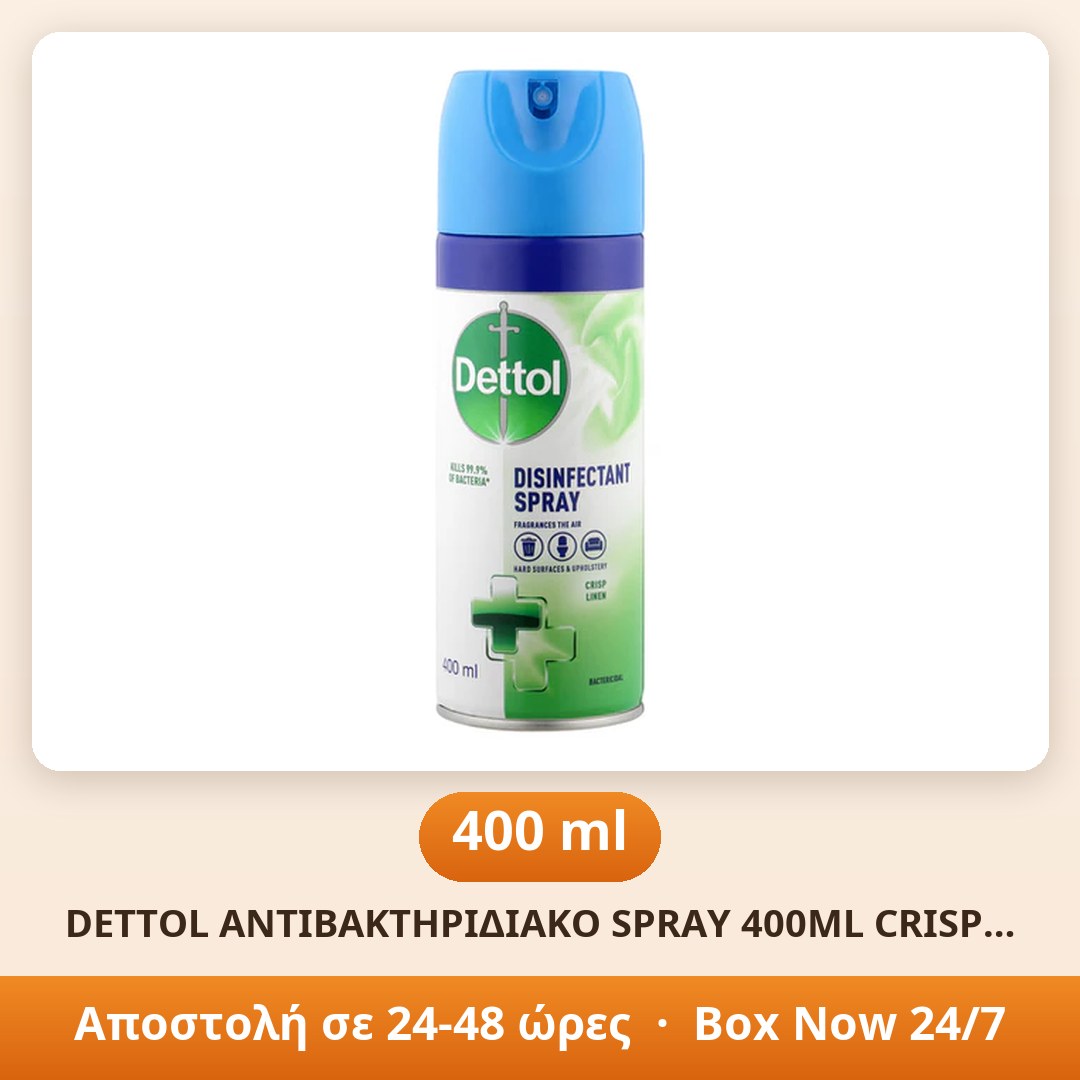 Dettol
KILLS 99.9%
OF BACTERIA*
DISINFECTANT
SPRAY
FRAGRANCES THE AIR
HARD SURFACES & UPHOLSTERY
CRISP
LINEN
400 ml
BACTERICIDAL
400 ml
DETTOL ΑΝΤΙΒΑΚΤΗΡΙΔΙΑΚΟ SPRAY 400ML CRISP...
Αποστολή σε 24-48 ώρες · Box Now 24/7